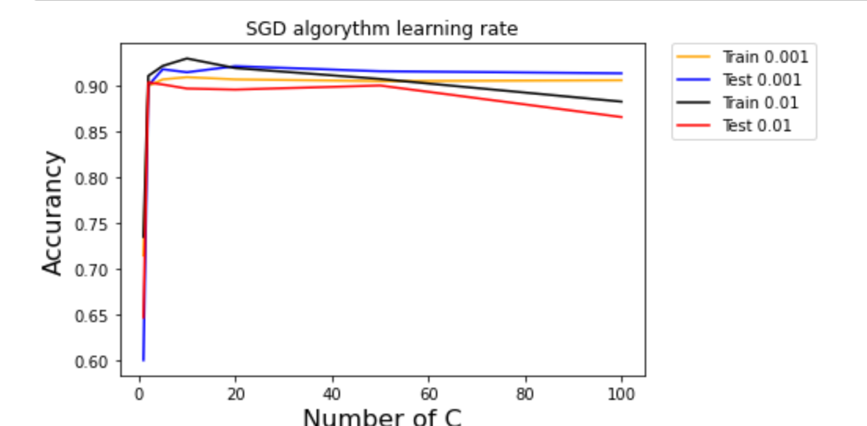 SGD algorythm learning rate
Train 0.001
Test 0.001
Train 0.01
Test 0.01
Accurancy
0.90
0.85
0.80
0.75
0.70
0.65
0.60
0
20
40
60
80
100
Number of C